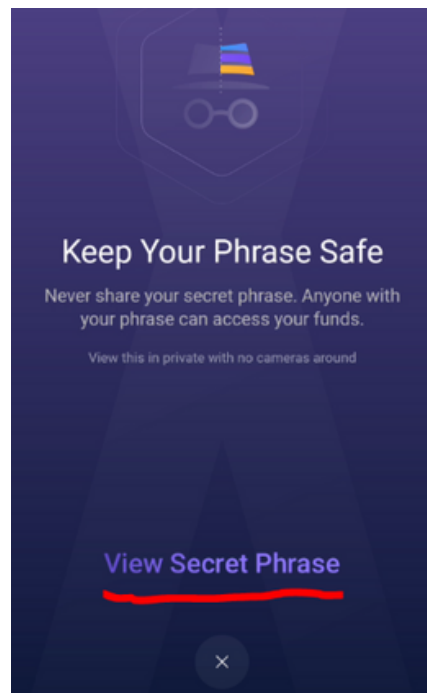 Keep Your Phrase Safe
Never share your secret phrase. Anyone with
your phrase can access your funds.
View this in private with no cameras around
View Secret Phrase